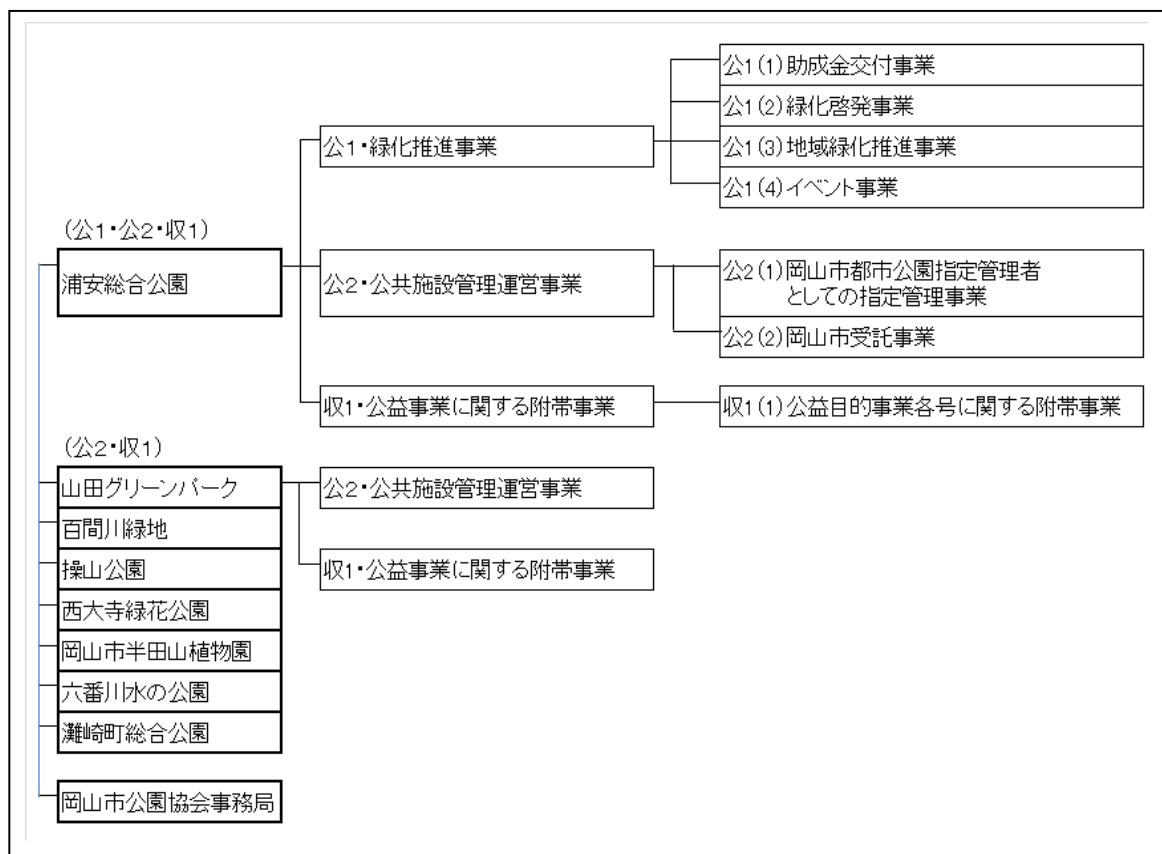 公1(1)助成金交付事業
公1(2)緑化啓発事業
公1・緑化推進事業
公1(3)地域緑化推進事業
公1(4)イベント事業
(公1・公2・収1)
浦安総合公園
公2・公共施設管理運営事業
公2(1)岡山市都市公園指定管理者
としての指定管理事業
公2(2)岡山市受託事業
収1・公益事業に関する附帯事業
収1(1)公益目的事業各号に関する附帯事業
(公2・収1)
山田グリーンパーク
公2・公共施設管理運営事業
百間川緑地
操山公園
収1・公益事業に関する附帯事業
西大寺緑花公園
岡山市半田山植物園
六番川水の公園
灘崎町総合公園
岡山市公園協会事務局